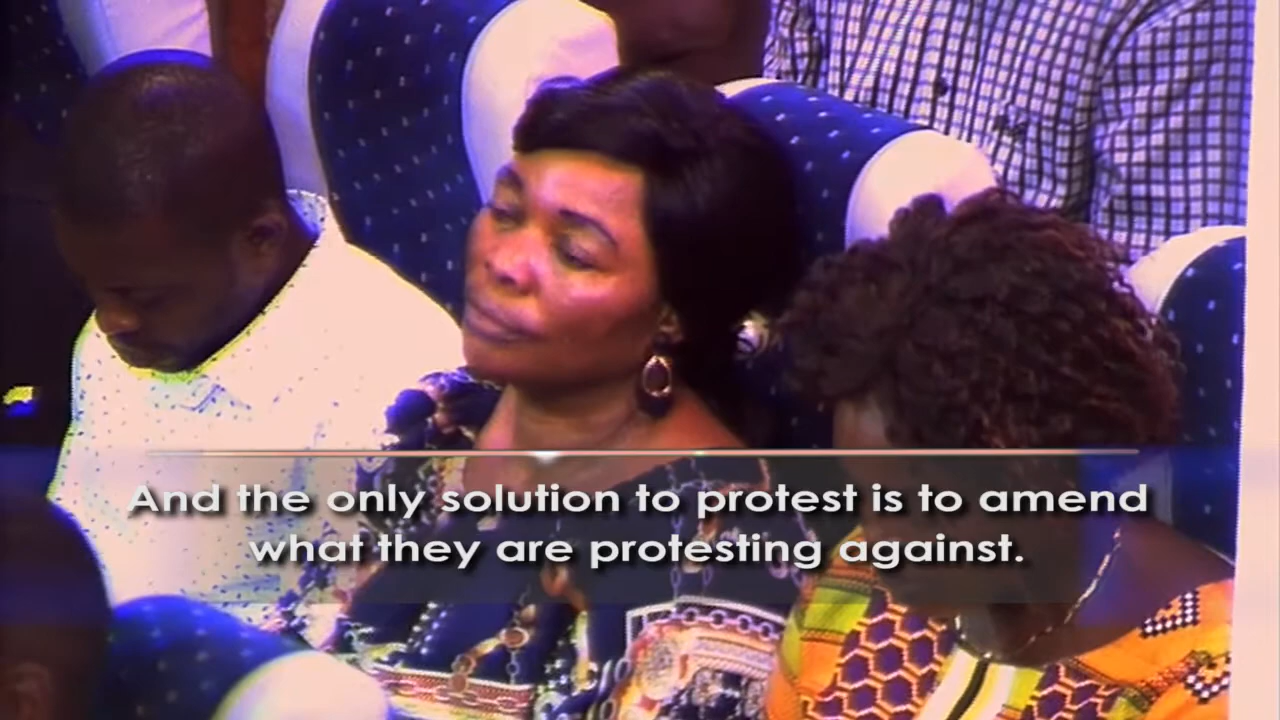 And the only solution to protest is to amend
what they are protesting against.